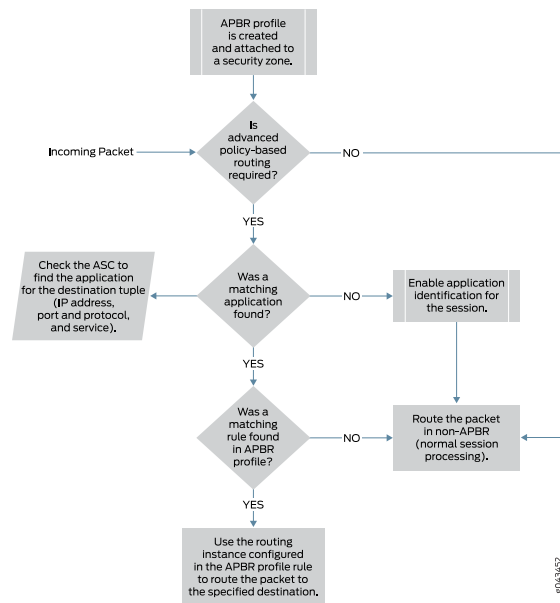 APBR profile
is created
and attached to
a security zone.
Incoming Packet
Is
advanced
policy-based
routing
required?
NO
YES
Check the ASC to
find the application
for the destination tuple
(IP address,
port and protocol,
and service).
Was a
matching
application
found?
NO
Enable application
identification for
the session.
YES
Was a
matching
rule found
in APBR
profile?
NO
Route the packet
in non-APBR
(normal session
processing).
YES
Use the routing
instance configured
in the APBR profile rule
to route the packet to
the specified destination.
e043452